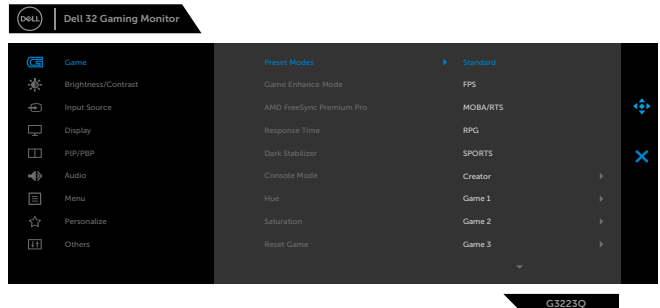 DELL
Dell 32 Gaming Monitor
Game
Preset Modes
Standard
Brightness/Contrast
Game Enhance Mode
FPS
Input Source
AMD FreeSync Premium Pro
MOBA/RTS
Display
Response Time
RPG
PIP/PBP
Dark Stabilizer
SPORTS
Audio
Console Mode
Creator
Menu
Hue
Game 1
Personalize
Saturation
Game 2
Others
Reset Game
Game 3
G3223Q